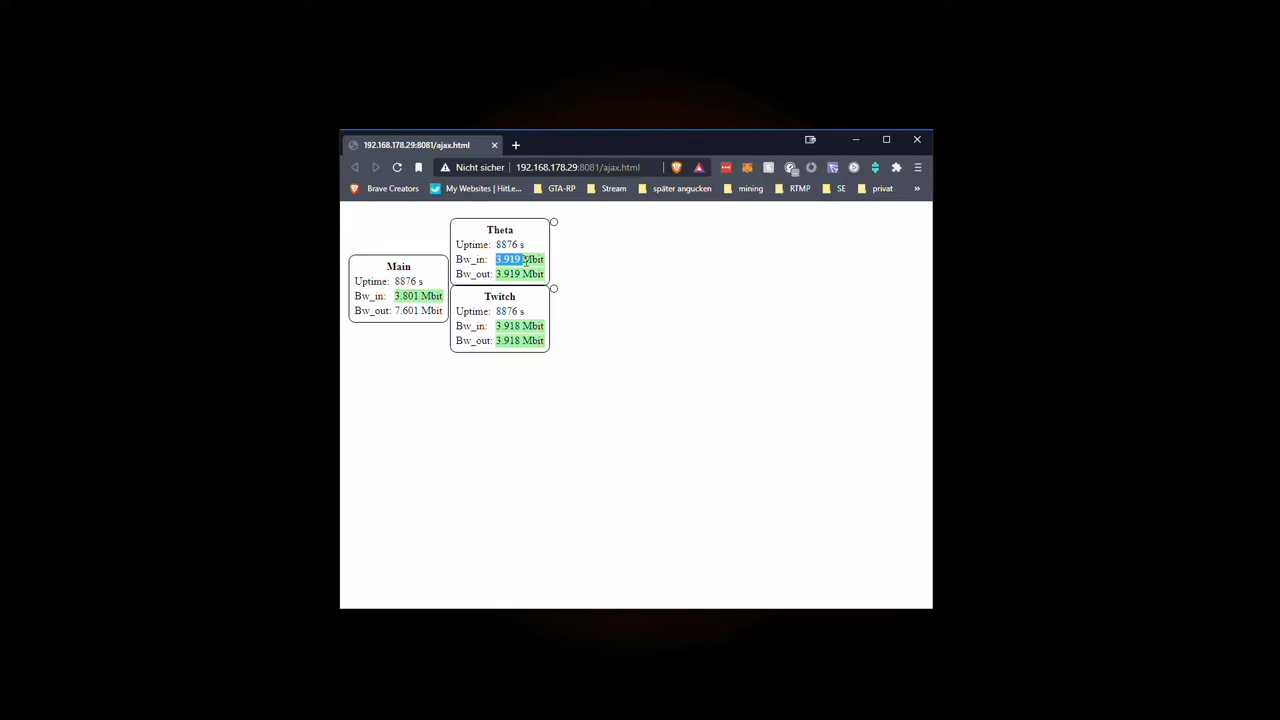 192.168.178.29:8081/ajax.html
Nicht sicher 192.168.178.29:8081/ajax.html
Brave Creators My Websites | HitLe... GTA-RP Stream später angucken mining RTMP SE privat »
Theta
Uptime: 8876 s
Bw_in: 3.919 Mbit
Bw_out: 3.919 Mbit
Main
Uptime: 8876 s
Bw_in: 3.801 Mbit
Bw_out: 7.601 Mbit
Twitch
Uptime: 8876 s
Bw_in: 3.918 Mbit
Bw_out: 3.918 Mbit